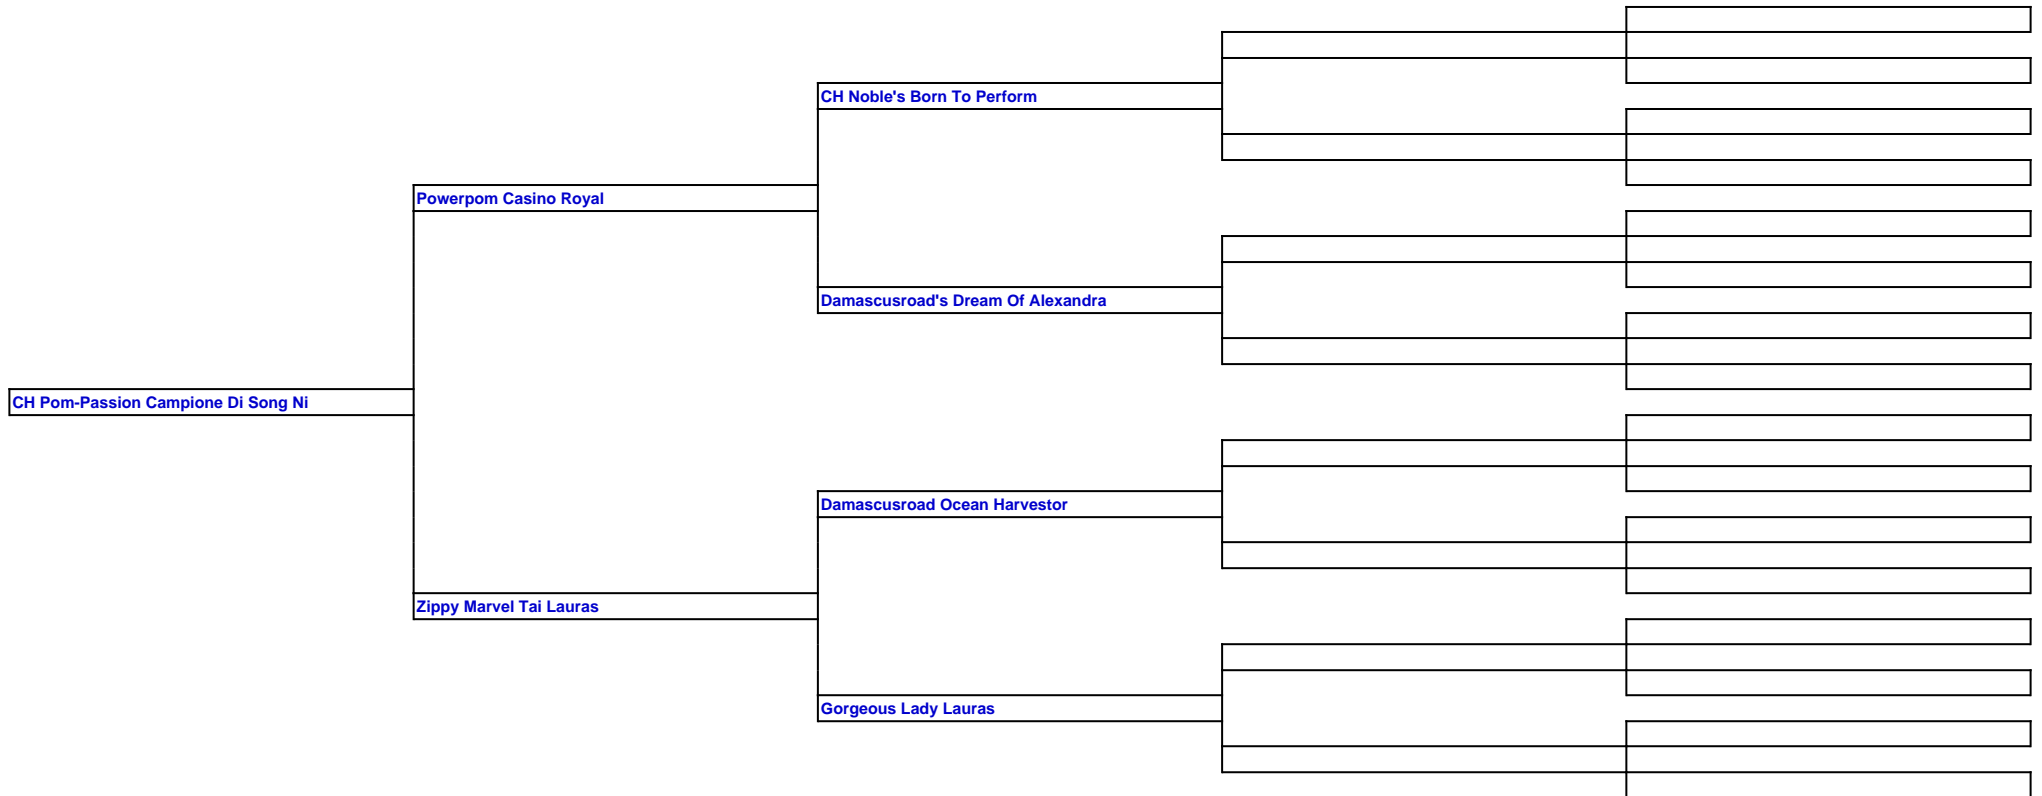 CH Noble's Born To Perform
Powerpom Casino Royal
Damascusroad's Dream Of Alexandra
CH Pom-Passion Campione Di Song Ni
Damascusroad Ocean Harvestor
Zippy Marvel Tai Lauras
Gorgeous Lady Lauras